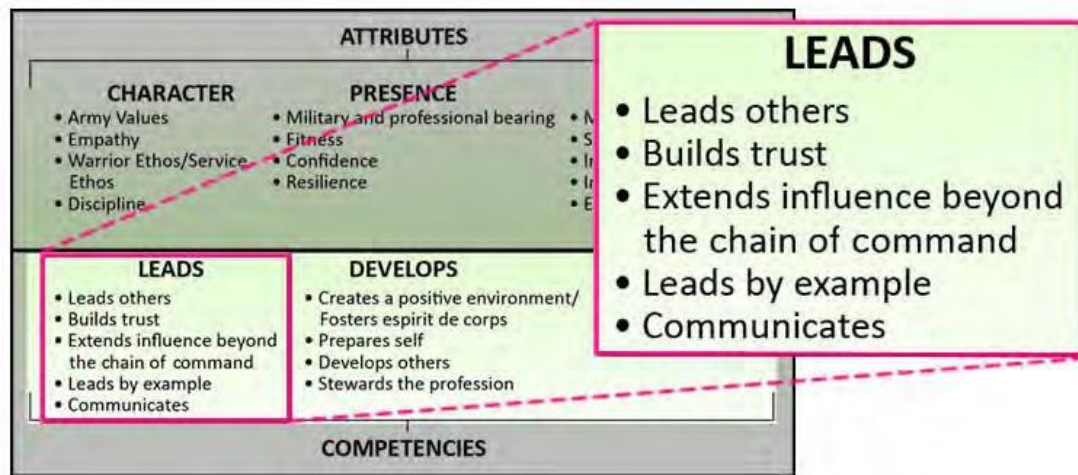 ATTRIBUTES
CHARACTER
• Army Values
• Empathy
• Warrior Ethos/Service
Ethos
• Discipline
PRESENCE
• Military and professional bearing
• Fitness
• Confidence
• Resilience
LEADS
• Leads others
• Builds trust
• Extends influence beyond
the chain of command
• Leads by example
• Communicates
DEVELOPS
• Creates a positive environment/
Fosters espirit de corps
• Prepares self
• Develops others
• Stewards the profession
COMPETENCIES
LEADS
• Leads others
• Builds trust
• Extends influence beyond
the chain of command
• Leads by example
• Communicates